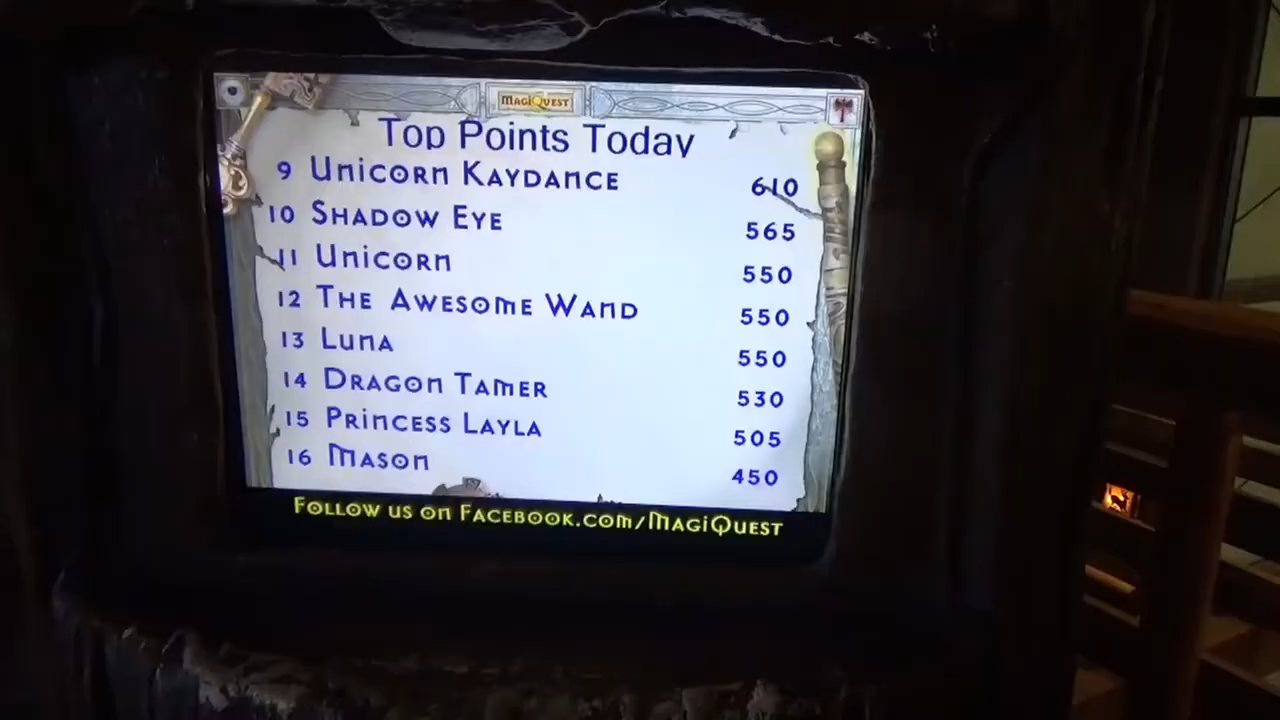 MAGIQUEST
Top Points Today
9 UNICORN KAYDANCE 610
10 SHADOW EYE 565
11 UNICORN 550
12 THE AWESOME WAND 550
13 LUNA 550
14 DRAGON TAMER 530
15 PRINCESS LAYLA 505
16 MASON 450
FOLLOW US ON FACEBOOK.COM/MAGIQUEST